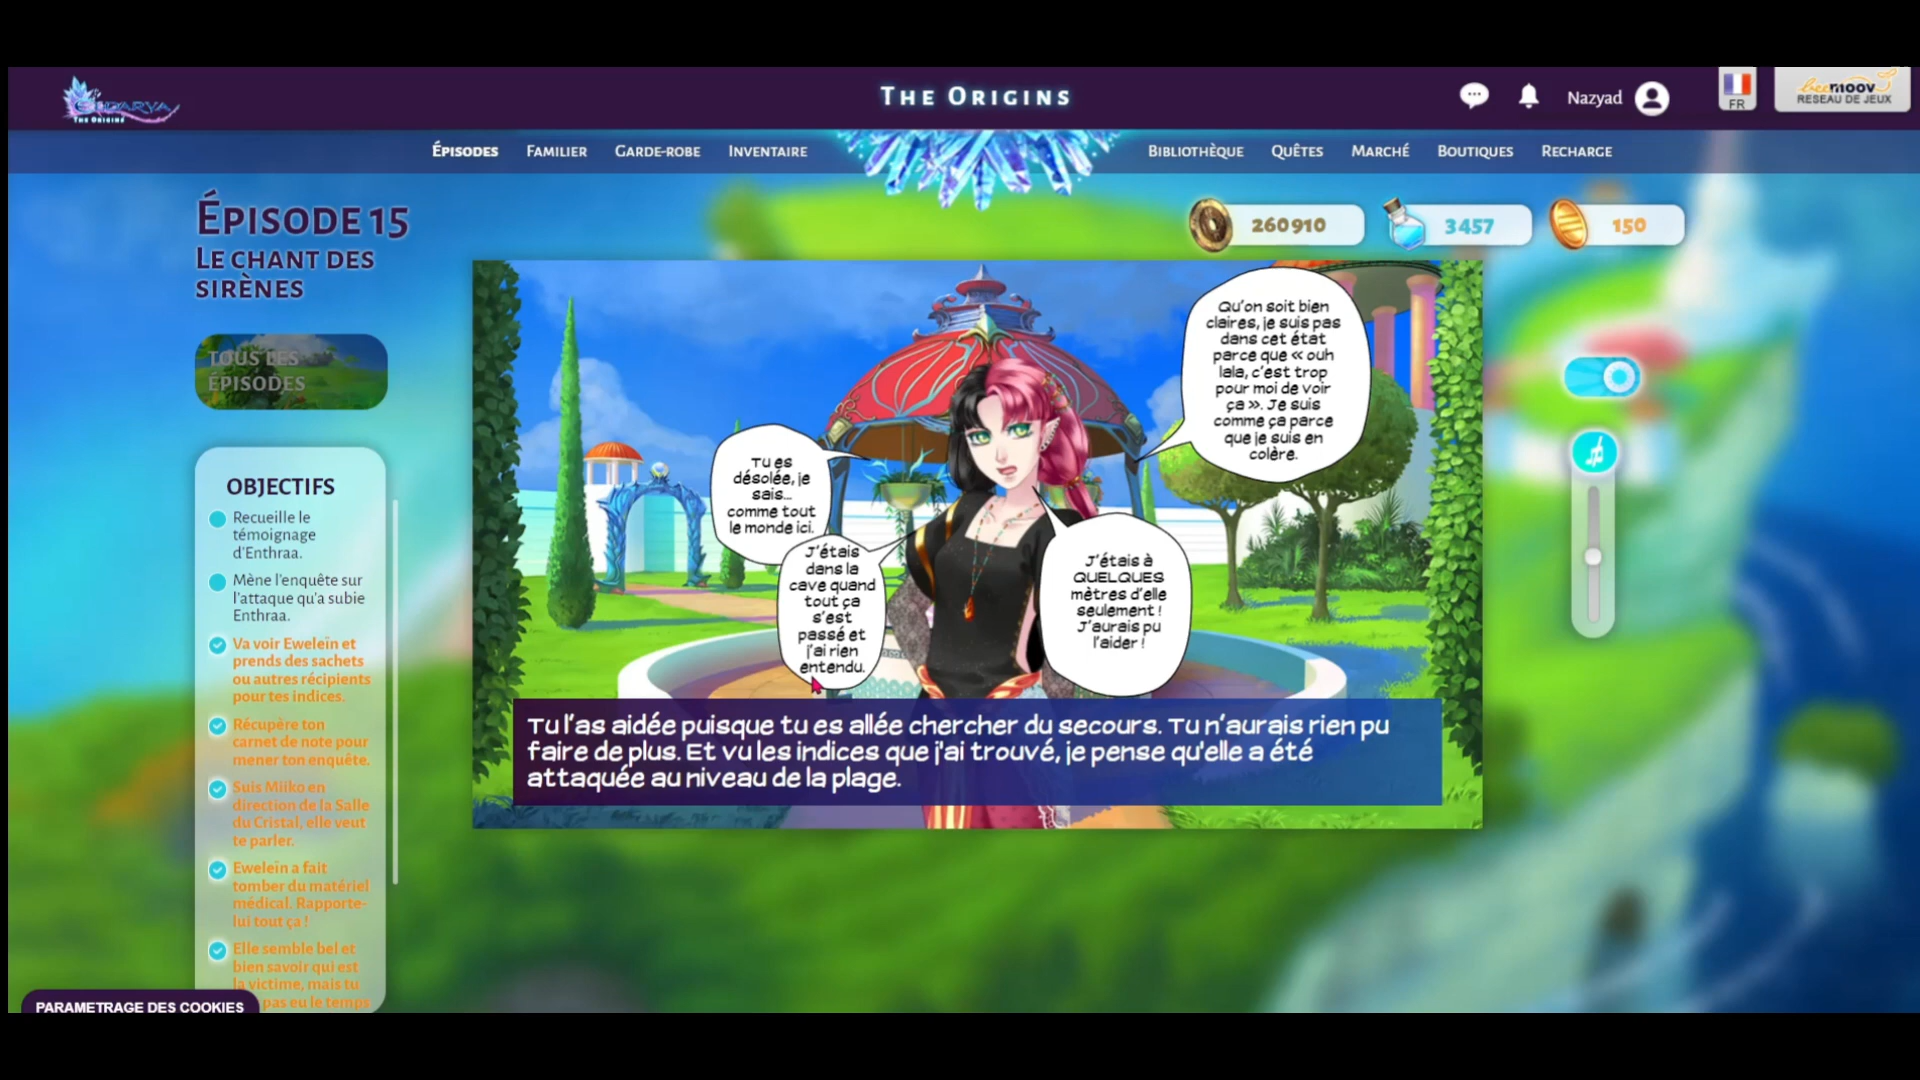 ELDARYA
THE ORIGINS
THE ORIGINS
Nazyad
FR
beemoov
RESEAU DE JEUX
ÉPISODES
FAMILIER
GARDE-ROBE
INVENTAIRE
BIBLIOTHÈQUE
QUÊTES
MARCHÉ
BOUTIQUES
RECHARGE
ÉPISODE 15
LE CHANT DES
SIRÈNES
260910
3457
150
TOUS LES
ÉPISODES
OBJECTIFS
Recueille le
témoignage
d'Enthraa.
Mène l'enquête sur
l'attaque qu'a subie
Enthraa.
Va voir Eweleïn et
prends des sachets
ou autres récipients
pour tes indices.
Récupère ton
carnet de note pour
mener ton enquête.
Suis Miiko en
direction de la Salle
du Cristal, elle veut
te parler.
Eweleïn a fait
tomber du matériel
médical. Rapporte-
lui tout ça !
Elle semble bel et
bien savoir qui est
la victime, mais tu
pas eu le temps
PARAMETRAGE DES COOKIES
Qu'on soit bien
claires, je suis pas
dans cet état
parce que « ouh
lala, c'est trop
pour moi de voir
ça ». Je suis
comme ça parce
que je suis en
colère.
Tu es
désolée, je
sais...
comme tout
le monde ici.
J'étais
dans la
cave quand
tout ça
s'est
passé et
j'ai rien
entendu.
J'étais à
QUELQUES
mètres d'elle
seulement !
J'aurais pu
l'aider !
Tu l'as aidée puisque tu es allée chercher du secours. Tu n'aurais rien pu
faire de plus. Et vu les indices que j'ai trouvé, je pense qu'elle a été
attaquée au niveau de la plage.